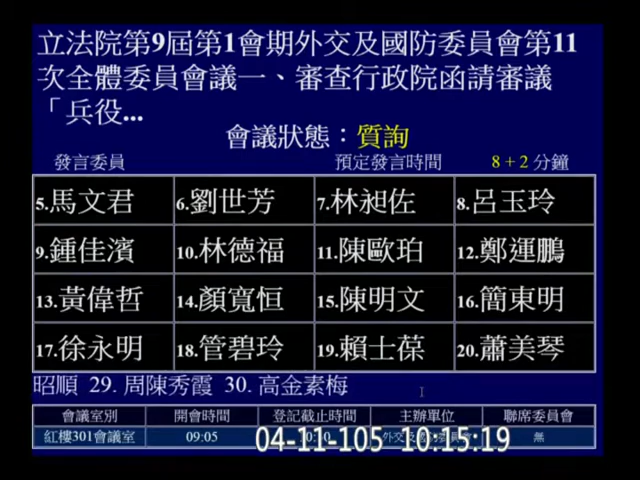 立法院第9屆第1會期外交及國防委員會第11
次全體委員會議一、審查行政院函請審議
「兵役...
會議狀態：質詢
發言委員 預定發言時間 8+2分鐘
5.馬文君 6.劉世芳 7.林昶佐 8.呂玉玲
9.鍾佳濱 10.林德福 11.陳歐珀 12.鄭運鵬
13.黃偉哲 14.顏寬恒 15.陳明文 16.簡東明
17.徐永明 18.管碧玲 19.賴士葆 20.蕭美琴
昭順 29. 周陳秀霞 30. 高金素梅
會議室別 開會時間 登記截止時間 主辦單位 聯席委員會
紅樓301會議室 09:05 外交及國防委員會 無
04-11-105 10:15:19